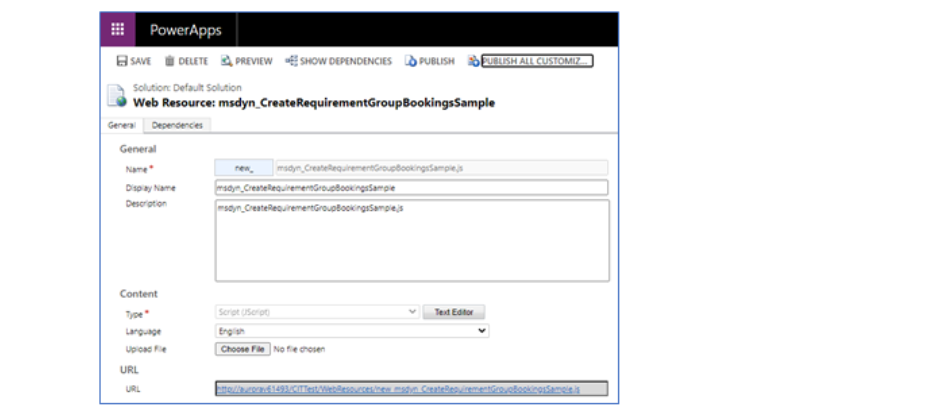 PowerApps
SAVE DELETE PREVIEW SHOW DEPENDENCIES PUBLISH PUBLISH ALL CUSTOMIZ...
Solution: Default Solution
Web Resource: msdyn_CreateRequirementGroupBookingsSample
General Dependencies
General
Name * new_ msdyn_CreateRequirementGroupBookingsSample.js
Display Name msdyn_CreateRequirementGroupBookingsSample
Description msdyn_CreateRequirementGroupBookingsSample.js
Content
Type * Script (JScript) Text Editor
Language English
Upload File Choose File No file chosen
URL
URL http://aurorav61493/CITTest/WebResources/new_msdyn_CreateRequirementGroupBookingsSample.js